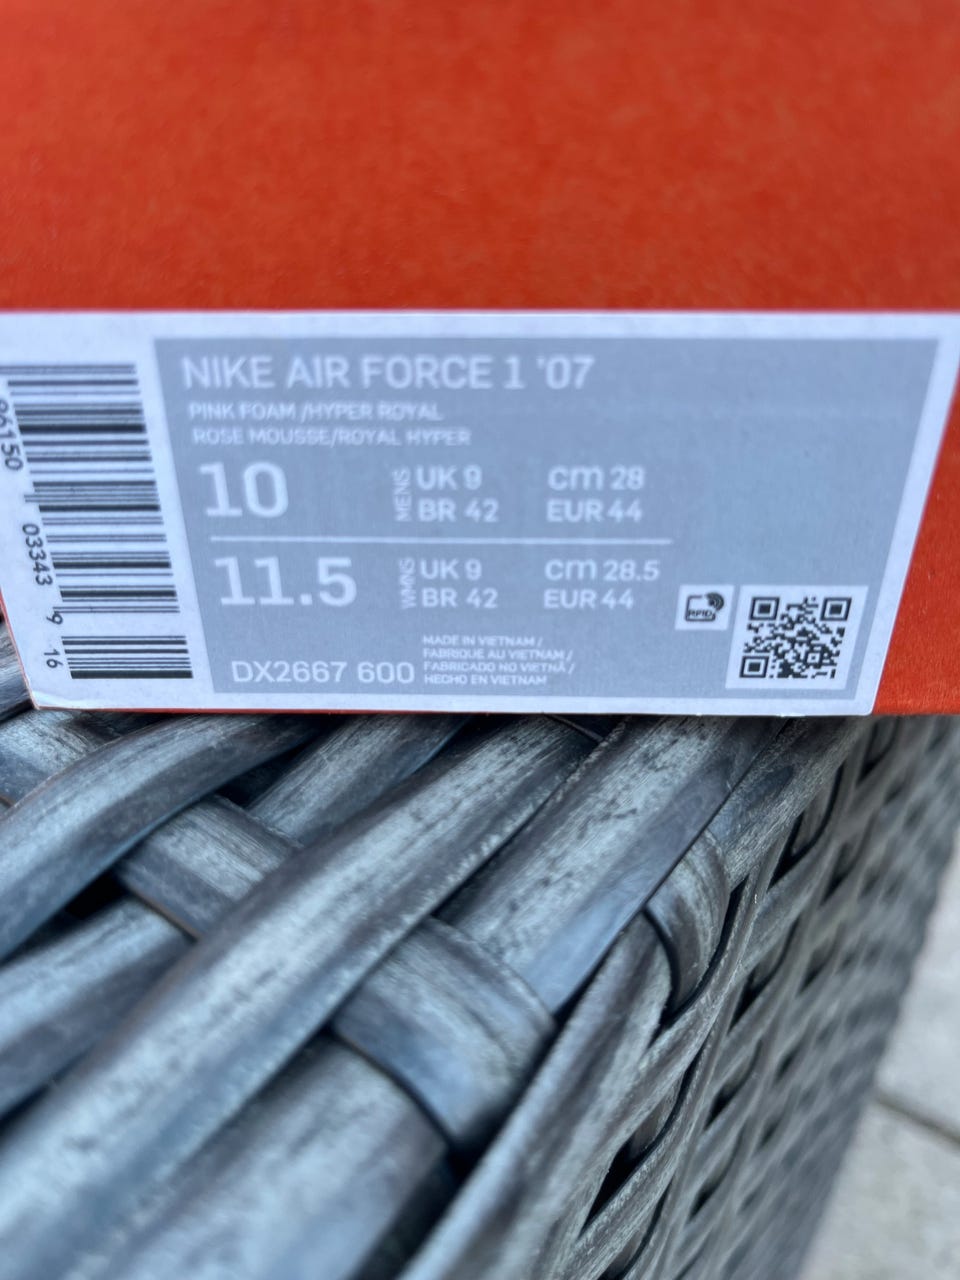 NIKE AIR FORCE 1 '07
PINK FOAM /HYPER ROYAL
ROSE MOUSSE/ROYAL HYPER
10 MENS UK 9 cm 28
BR 42 EUR 44
11.5 WMNS UK 9 cm 28.5
BR 42 EUR 44
RFID
MADE IN VIETNAM /
FABRIQUE AU VIETNAM /
FABRICADO NO VIETNÃ /
HECHO EN VIETNAM
DX2667 600
03343 9 16